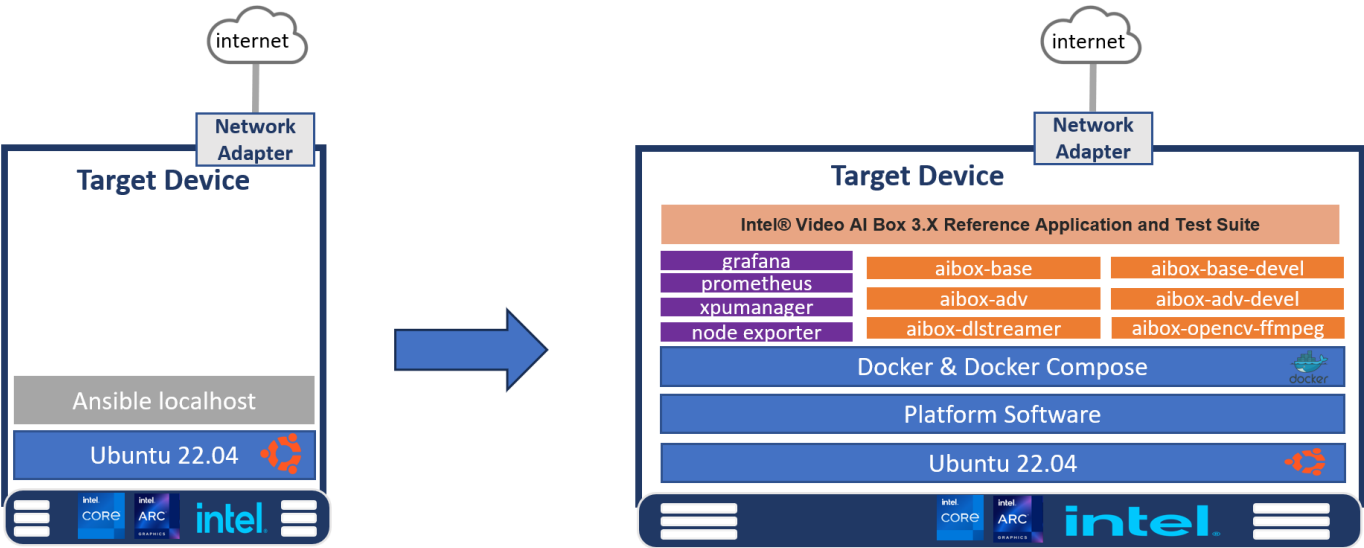 internet
Network
Adapter
Target Device
Ansible localhost
Ubuntu 22.04
intel.
CORE
intel.
ARC
GRAPHICS
intel.
internet
Network
Adapter
Target Device
Intel® Video AI Box 3.X Reference Application and Test Suite
grafana
prometheus
xpumanager
node exporter
aibox-base
aibox-adv
aibox-dlstreamer
aibox-base-devel
aibox-adv-devel
aibox-opencv-ffmpeg
Docker & Docker Compose
docker
Platform Software
Ubuntu 22.04
intel.
CORE
intel.
ARC
GRAPHICS
intel.